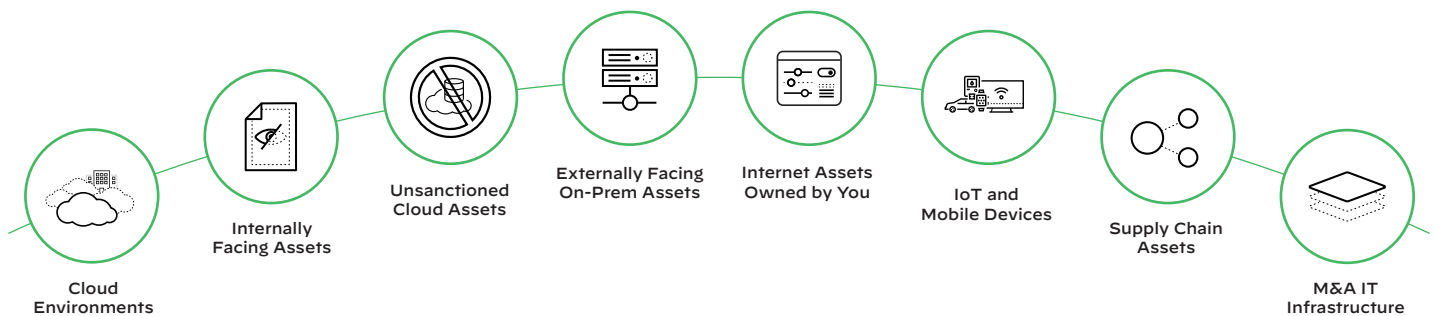 Cloud
Environments
Internally
Facing Assets
Unsanctioned
Cloud Assets
Externally Facing
On-Prem Assets
Internet Assets
Owned by You
IoT and
Mobile Devices
Supply Chain
Assets
M&A IT
Infrastructure